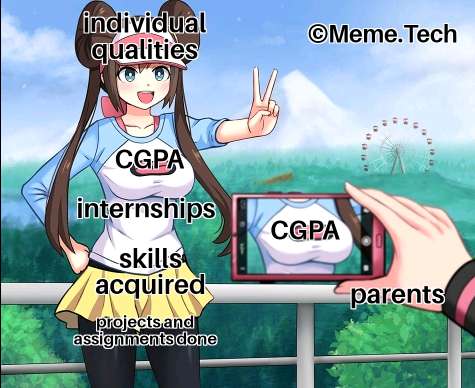 individual
qualities
©Meme.Tech
CGPA
internships
CGPA
skills
acquired
parents
projects and
assignments done